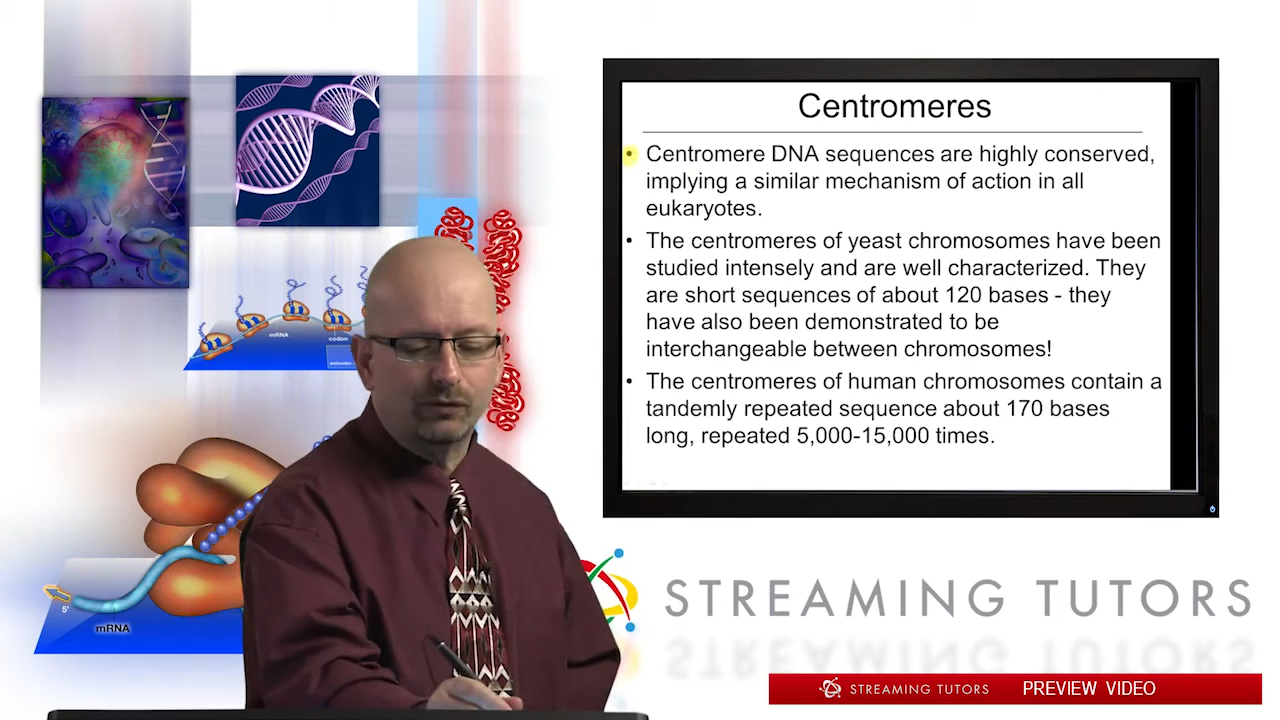 Centromeres
• Centromere DNA sequences are highly conserved,
implying a similar mechanism of action in all
eukaryotes.
• The centromeres of yeast chromosomes have been
studied intensely and are well characterized. They
are short sequences of about 120 bases - they
have also been demonstrated to be
interchangeable between chromosomes!
• The centromeres of human chromosomes contain a
tandemly repeated sequence about 170 bases
long, repeated 5,000-15,000 times.
mRNA
codon
anticodon
5'
mRNA
STREAMING TUTORS
STREAMING TUTORS PREVIEW VIDEO